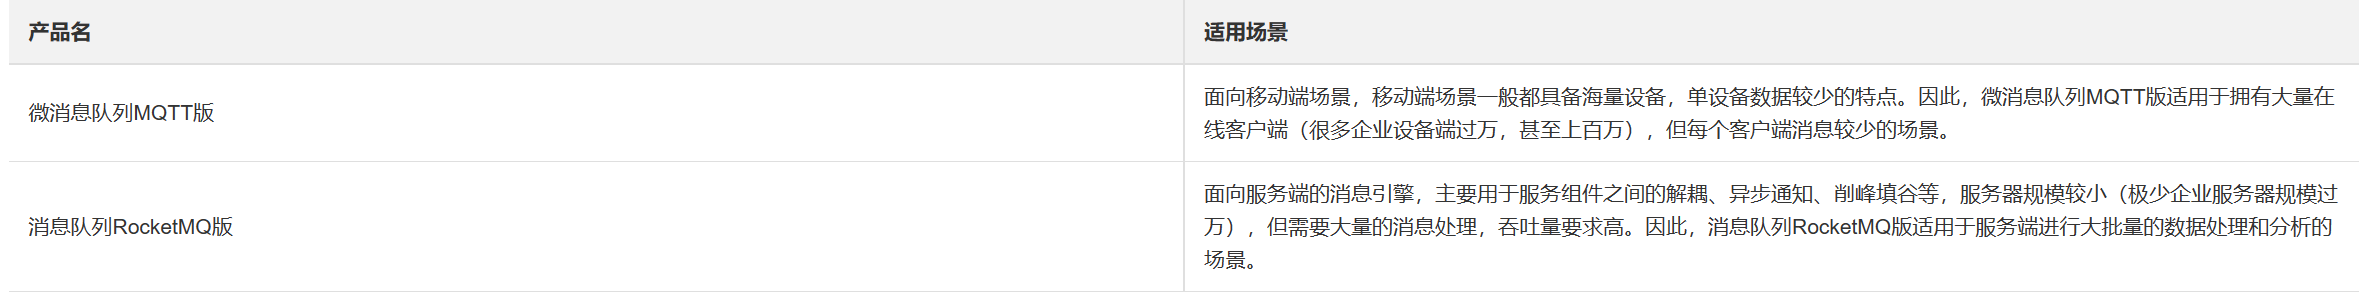 产品名
适用场景
微消息队列MQTT版
面向移动端场景，移动端场景一般都具备海量设备，单设备数据较少的特点。因此，微消息队列MQTT版适用于拥有大量在
线客户端（很多企业设备端过万，甚至上百万），但每个客户端消息较少的场景。
消息队列RocketMQ版
面向服务端的消息引擎，主要用于服务组件之间的解耦、异步通知、削峰填谷等，服务器规模较小（极少企业服务器规模过
万），但需要大量的消息处理，吞吐量要求高。因此，消息队列RocketMQ版适用于服务端进行大批量的数据处理和分析的
场景。